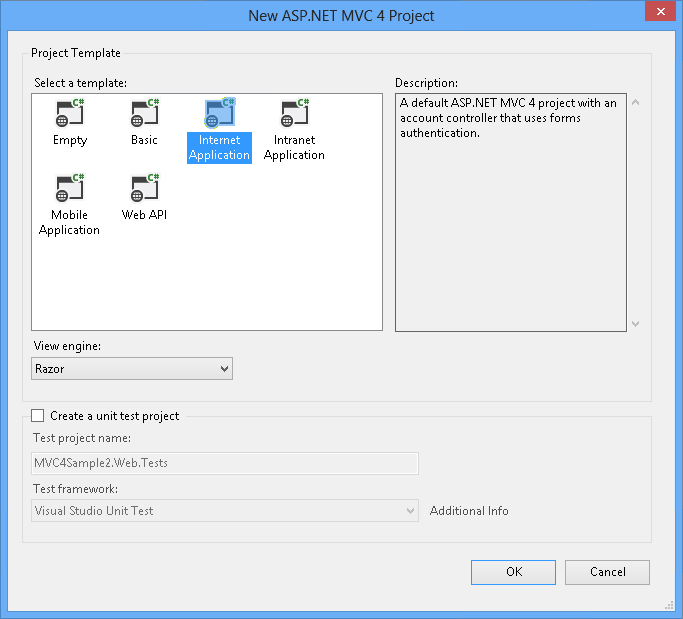 New ASP.NET MVC 4 Project
Project Template
Select a template:
C# C# C# C#
Empty Basic Internet Application Intranet Application
C# C#
Mobile Application Web API
Description:
A default ASP.NET MVC 4 project with an
account controller that uses forms
authentication.
View engine:
Razor
Create a unit test project
Test project name:
MVC4Sample2.Web.Tests
Test framework:
Visual Studio Unit Test Additional Info
OK Cancel